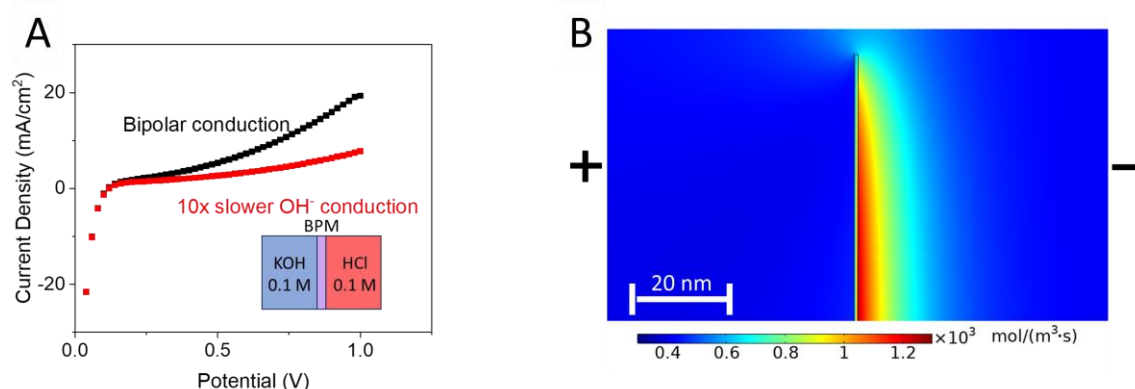 A
Current Density (mA/cm²)
20
0
-20
Bipolar conduction
10x slower OH⁻ conduction
BPM
KOH
0.1 M
HCl
0.1 M
0.0
0.5
1.0
Potential (V)
B
+
−
20 nm
0.4
0.6
0.8
1
1.2
×10³
mol/(m³·s)